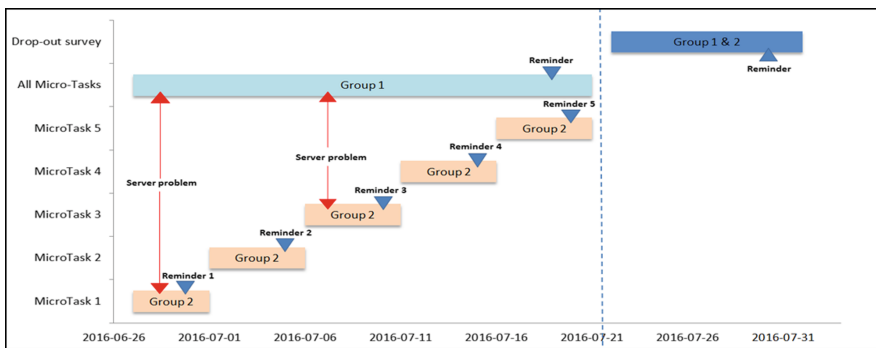 Drop-out survey
Group 1 & 2
Reminder
Reminder
All Micro-Tasks
Group 1
Reminder 5
MicroTask 5
Group 2
Server problem
Reminder 4
MicroTask 4
Group 2
Server problem
Reminder 3
MicroTask 3
Group 2
Reminder 2
MicroTask 2
Group 2
Reminder 1
MicroTask 1
Group 2
2016-06-26 2016-07-01 2016-07-06 2016-07-11 2016-07-16 2016-07-21 2016-07-26 2016-07-31